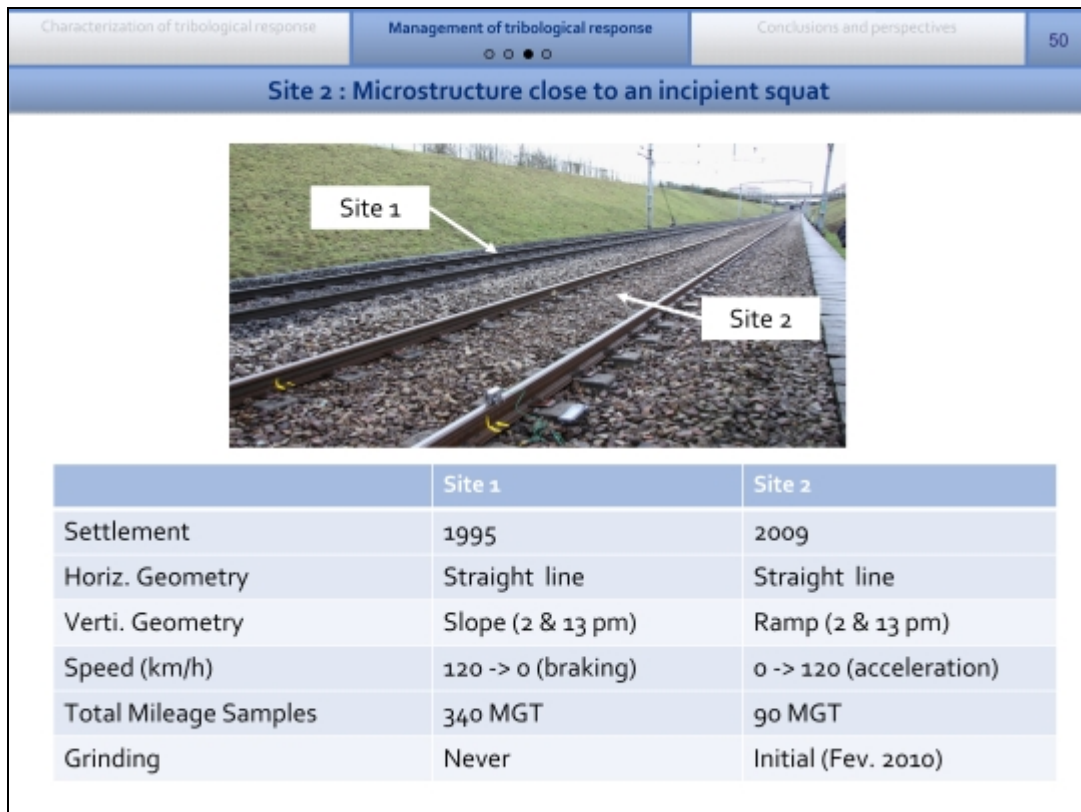 Characterization of tribological response
Management of tribological response
Conclusions and perspectives
50
Site 2 : Microstructure close to an incipient squat
Site 1
Site 2
Site 1 Site 2
Settlement 1995 2009
Horiz. Geometry Straight line Straight line
Verti. Geometry Slope (2 & 13 pm) Ramp (2 & 13 pm)
Speed (km/h) 120 -> 0 (braking) 0 -> 120 (acceleration)
Total Mileage Samples 340 MGT 90 MGT
Grinding Never Initial (Fev. 2010)